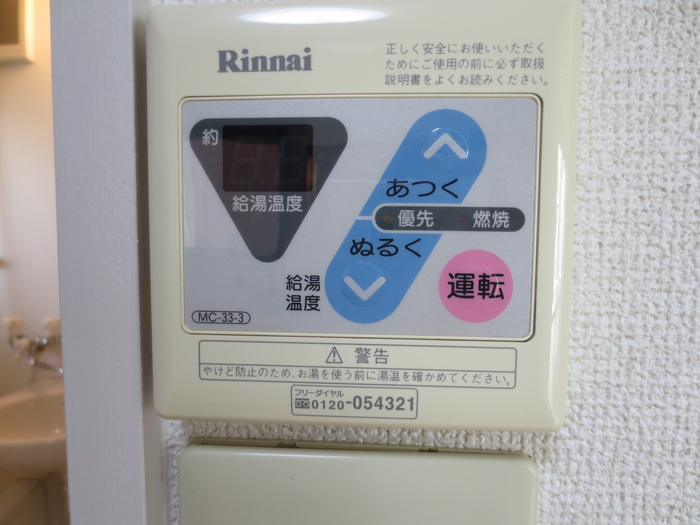 Rinnai
正しく安全にお使いいただく
ためにご使用の前に必ず取扱
説明書をよくお読みください。
約
給湯温度
あつく
優先 燃焼
ぬるく
給湯
温度
運転
MC-33-3
⚠ 警告
やけど防止のため、お湯を使う前に湯温を確かめてください。
フリーダイヤル
0120-054321